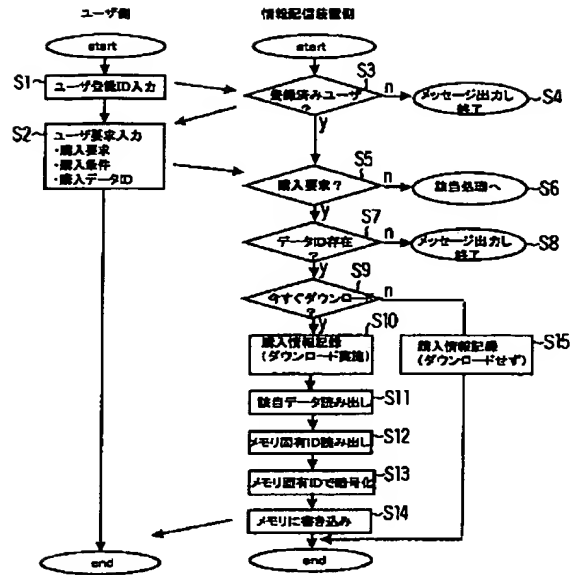 ユーザ側
情報配信装置側
start
start
S1
ユーザ登録ID入力
S3
登録済みユーザ
?
n
メッセージ出力し
終了
S4
y
S2
ユーザ要求入力
・購入要求
・購入条件
・購入データID
S5
購入要求?
n
該当処理へ
S6
y
S7
データID存在
?
n
メッセージ出力し
終了
S8
y
S9
今すぐダウンロード
?
n
y
S10
購入情報記録
(ダウンロード実施)
購入情報記録
(ダウンロードせず)
S15
該当データ読み出し
S11
メモリ固有ID読み出し
S12
メモリ固有IDで暗号化
S13
メモリに書き込み
S14
end
end